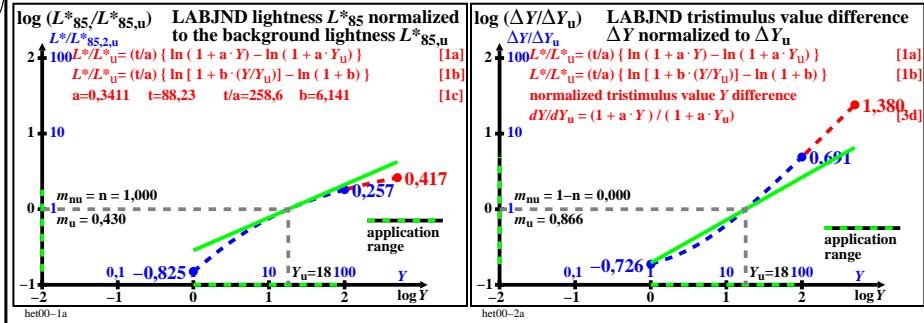 log (L*85,/L*85,u)
LABJND lightness L*85 normalized
to the background lightness L*85,u
L*/L*85,2,u
2 100
L*/L*u= (t/a) { ln ( 1 + a · Y) − ln ( 1 + a · Yu) } [1a]
L*/L*u= (t/a) { ln [ 1 + b · (Y/Yu)] − ln ( 1 + b) } [1b]
a=0,3411 t=88,23 t/a=258,6 b=6,141 [1c]
1 10
0,417
0,257
mnu = n = 1,000
0 1
mu = 0,430
application
range
−0,825
0,1 10 Yu=18 100 Y
−1
−2 −1 0 1 2 log Y
het00−1a
log (ΔY/ΔYu)
LABJND tristimulus value difference
ΔY normalized to ΔYu
ΔY/ΔYu
2 100
L*/L*u= (t/a) { ln ( 1 + a · Y) − ln ( 1 + a · Yu) } [1a]
L*/L*u= (t/a) { ln [ 1 + b · (Y/Yu)] − ln ( 1 + b) } [1b]
normalized tristimulus value Y difference
1,380
dY/dYu = (1 + a · Y ) / ( 1 + a · Yu) [3d]
1 10
0,691
mnu = 1−n = 0,000
0 1
mu = 0,866
application
range
−0,726
0,1 1 10 Yu=18 100 Y
−1
−2 −1 0 1 2 log Y
het00−2a